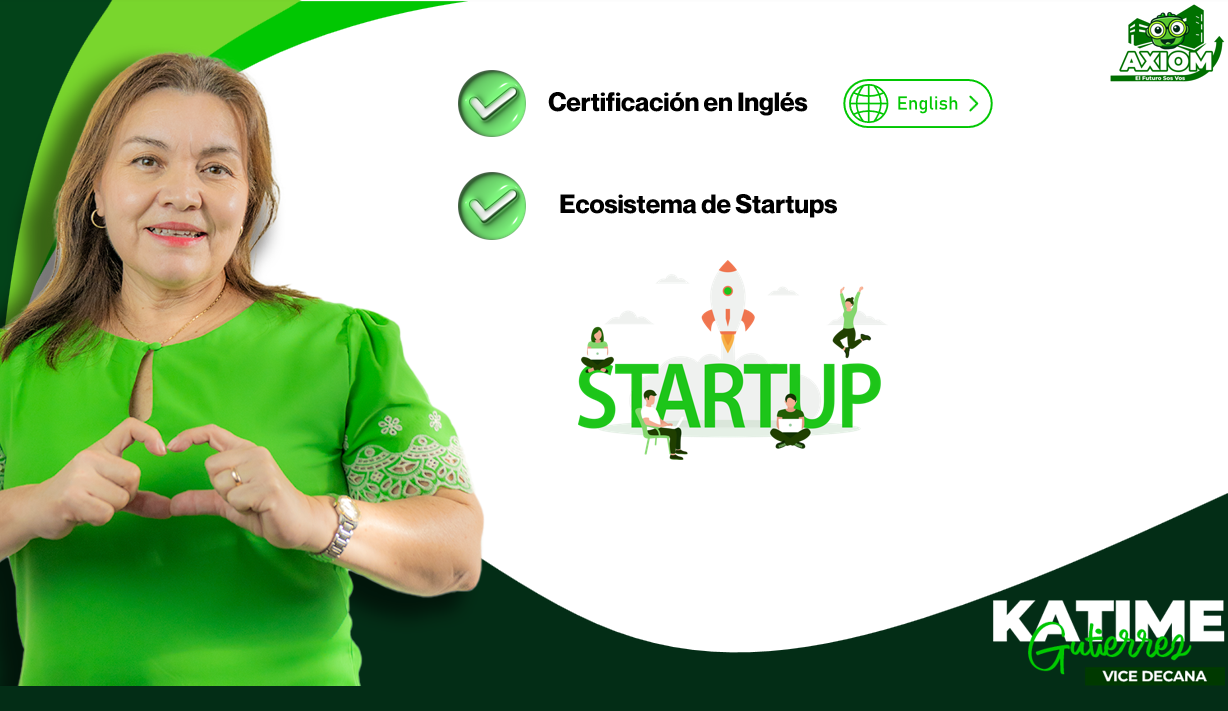 AXIOM
El Futuro Sos Vos
Certificación en Inglés
English
Ecosistema de Startups
STARTUP
KATIME
Gutierrez
VICE DECANA